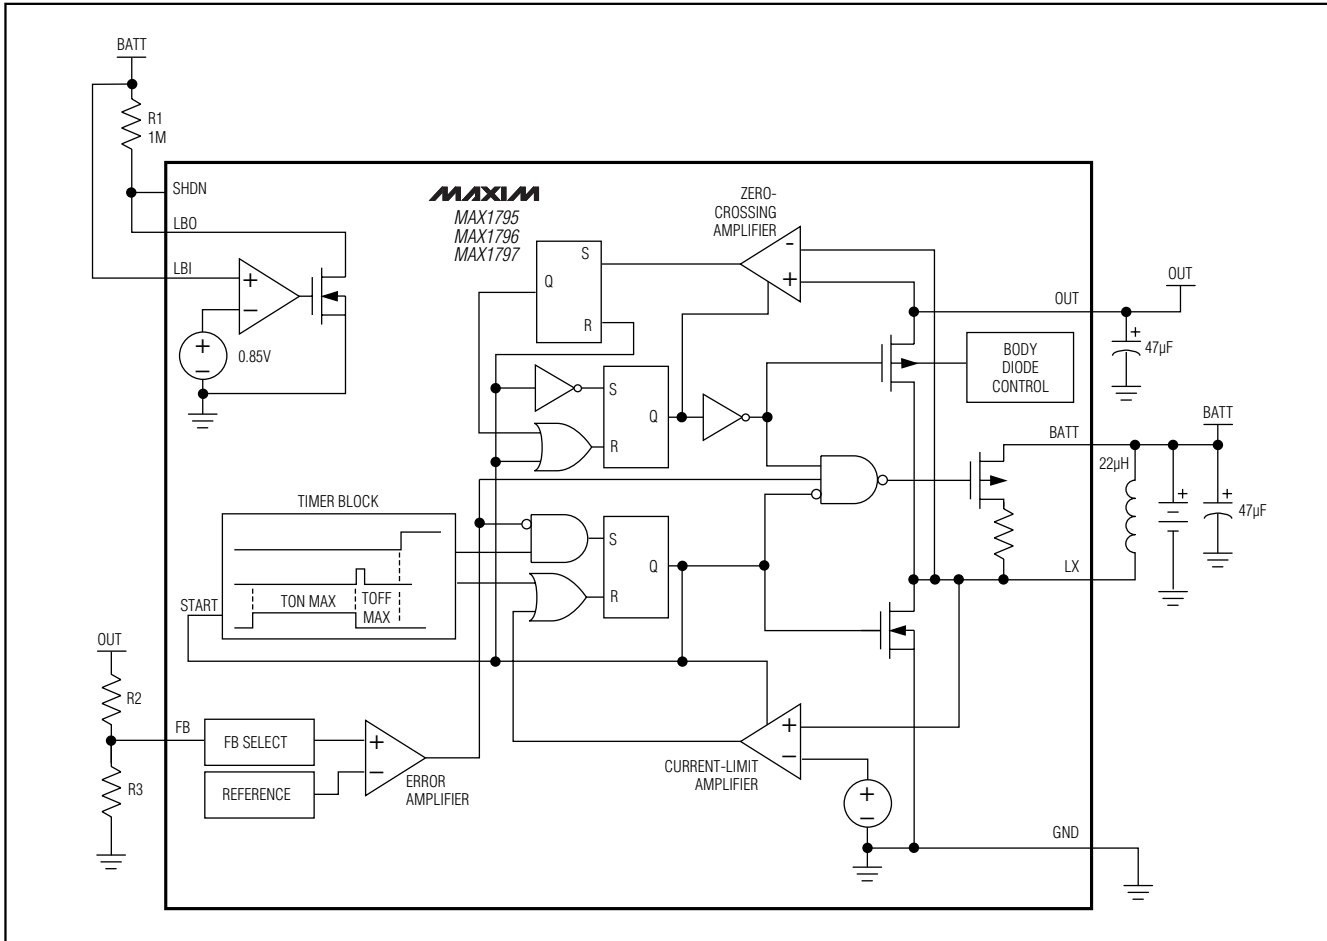 BATT
R1
1M
SHDN
LBO
LBI
+
−
+
−
0.85V
MAXIM
MAX1795
MAX1796
MAX1797
S
Q
R
ZERO-
CROSSING
AMPLIFIER
-
+
OUT
OUT
+
47µF
BODY
DIODE
CONTROL
S
Q
R
BATT
BATT
22µH
+
+
47µF
TIMER BLOCK
TON MAX
TOFF
MAX
START
S
Q
R
LX
OUT
R2
FB
R3
FB SELECT
REFERENCE
+
−
ERROR
AMPLIFIER
+
−
CURRENT-LIMIT
AMPLIFIER
+
−
GND